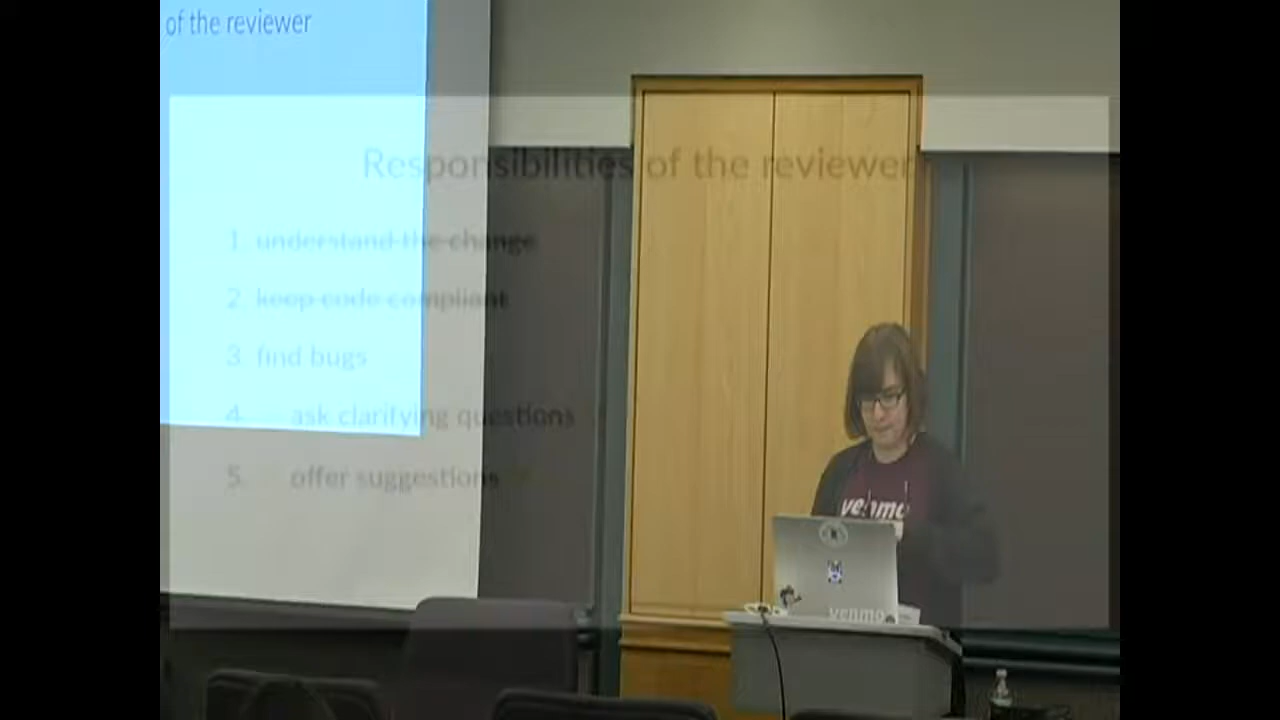 of the reviewer
Responsibilities of the reviewer
1. understand the change
2. keep code compliant
3. find bugs
4. ask clarifying questions
5. offer suggestions
venmo
venmo